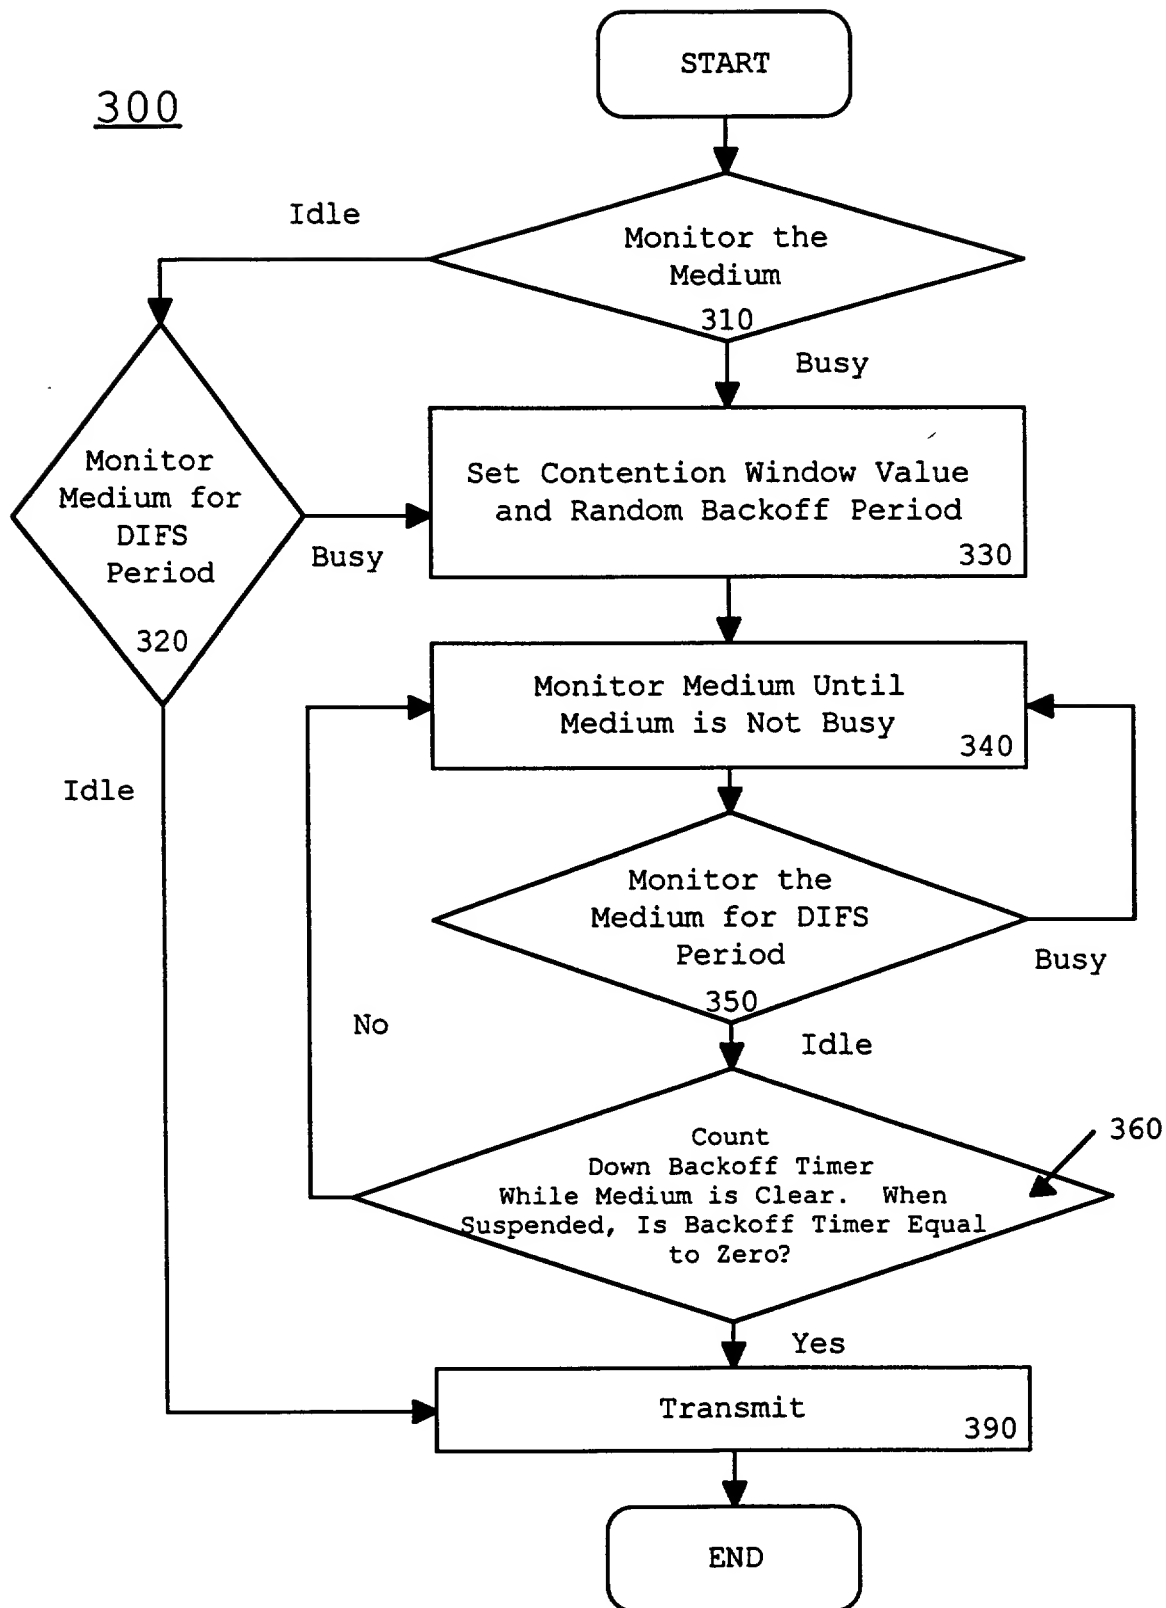 START
300
Idle
Monitor the
Medium
310
Busy
Monitor
Medium for
DIFS
Period
320
Busy
Set Contention Window Value
and Random Backoff Period
330
Monitor Medium Until
Medium is Not Busy
340
Idle
Monitor the
Medium for DIFS
Period
350
Busy
No
Idle
Count
Down Backoff Timer
While Medium is Clear. When
Suspended, Is Backoff Timer Equal
to Zero?
360
Yes
Transmit
390
END